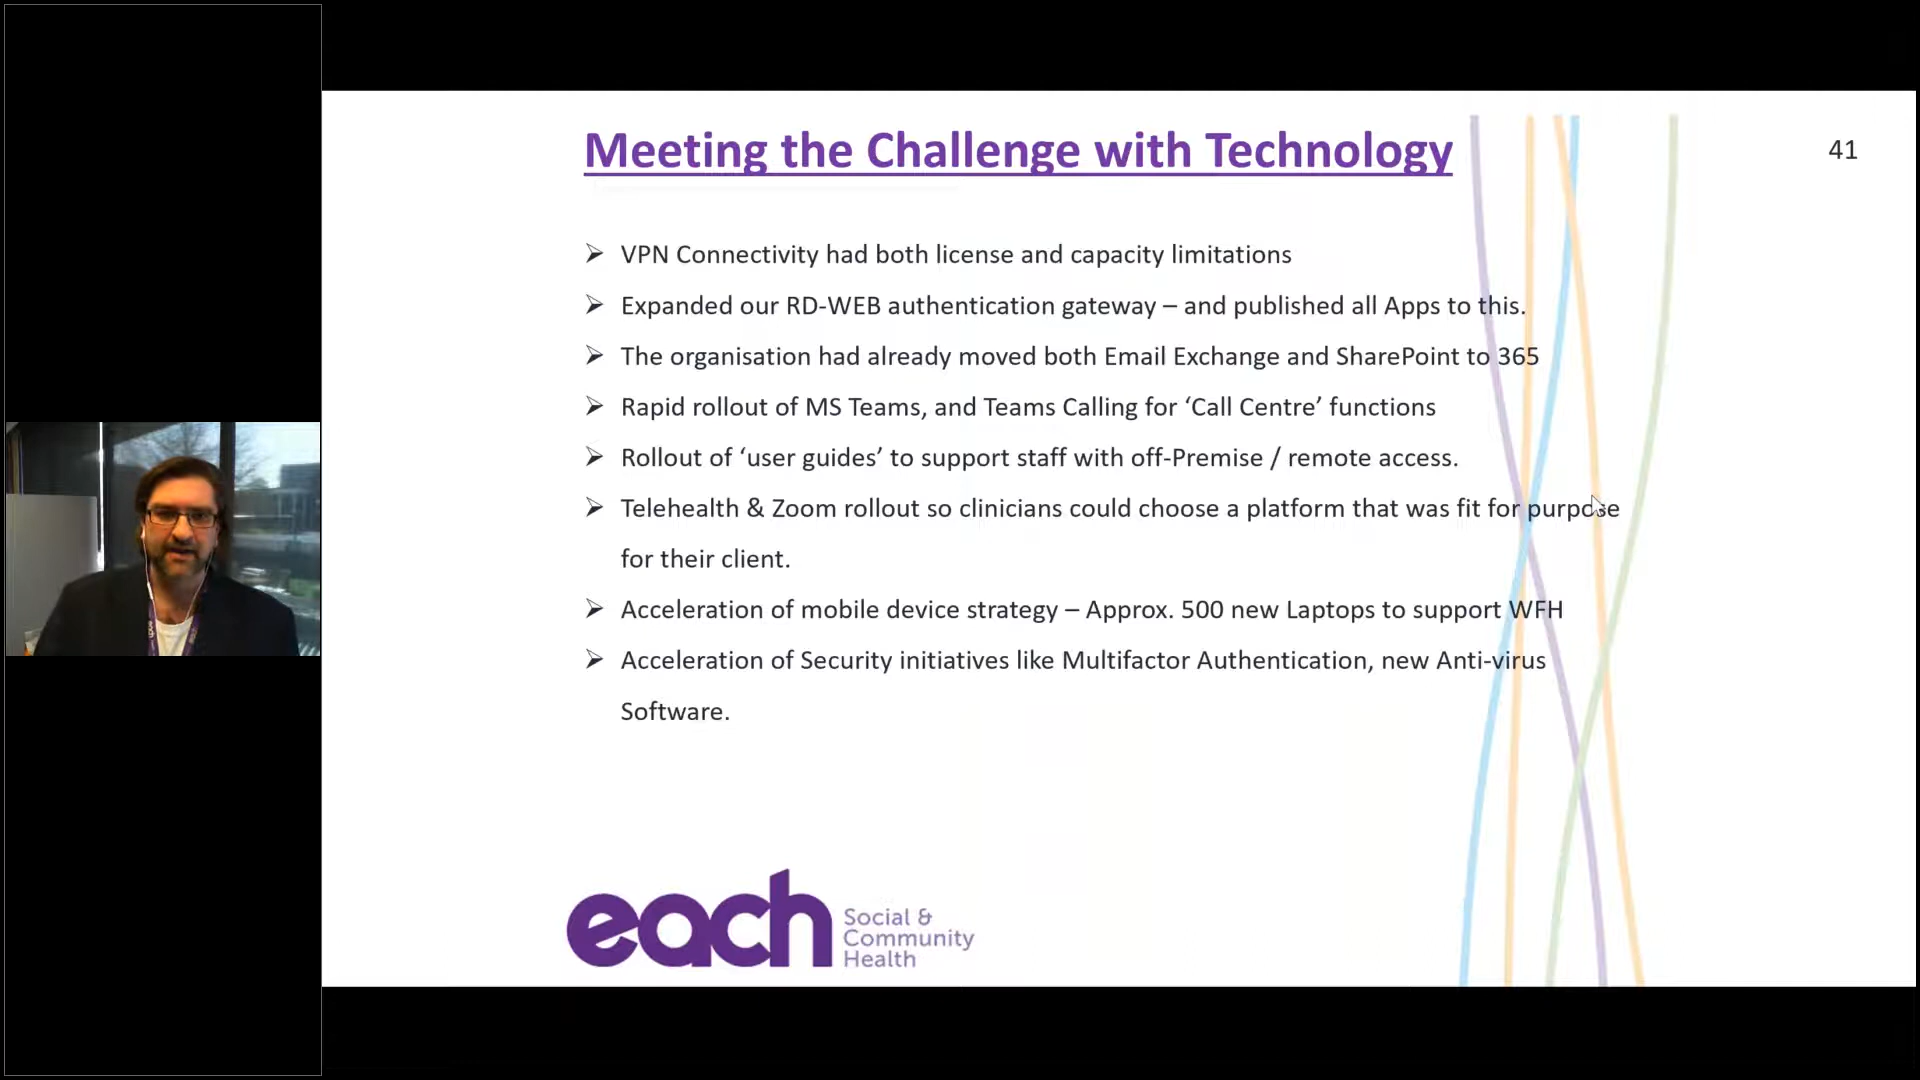 Meeting the Challenge with Technology
41
➢ VPN Connectivity had both license and capacity limitations
➢ Expanded our RD-WEB authentication gateway – and published all Apps to this.
➢ The organisation had already moved both Email Exchange and SharePoint to 365
➢ Rapid rollout of MS Teams, and Teams Calling for ‘Call Centre’ functions
➢ Rollout of ‘user guides’ to support staff with off-Premise / remote access.
➢ Telehealth & Zoom rollout so clinicians could choose a platform that was fit for purpose
for their client.
➢ Acceleration of mobile device strategy – Approx. 500 new Laptops to support WFH
➢ Acceleration of Security initiatives like Multifactor Authentication, new Anti-virus
Software.
each
Social &
Community
Health